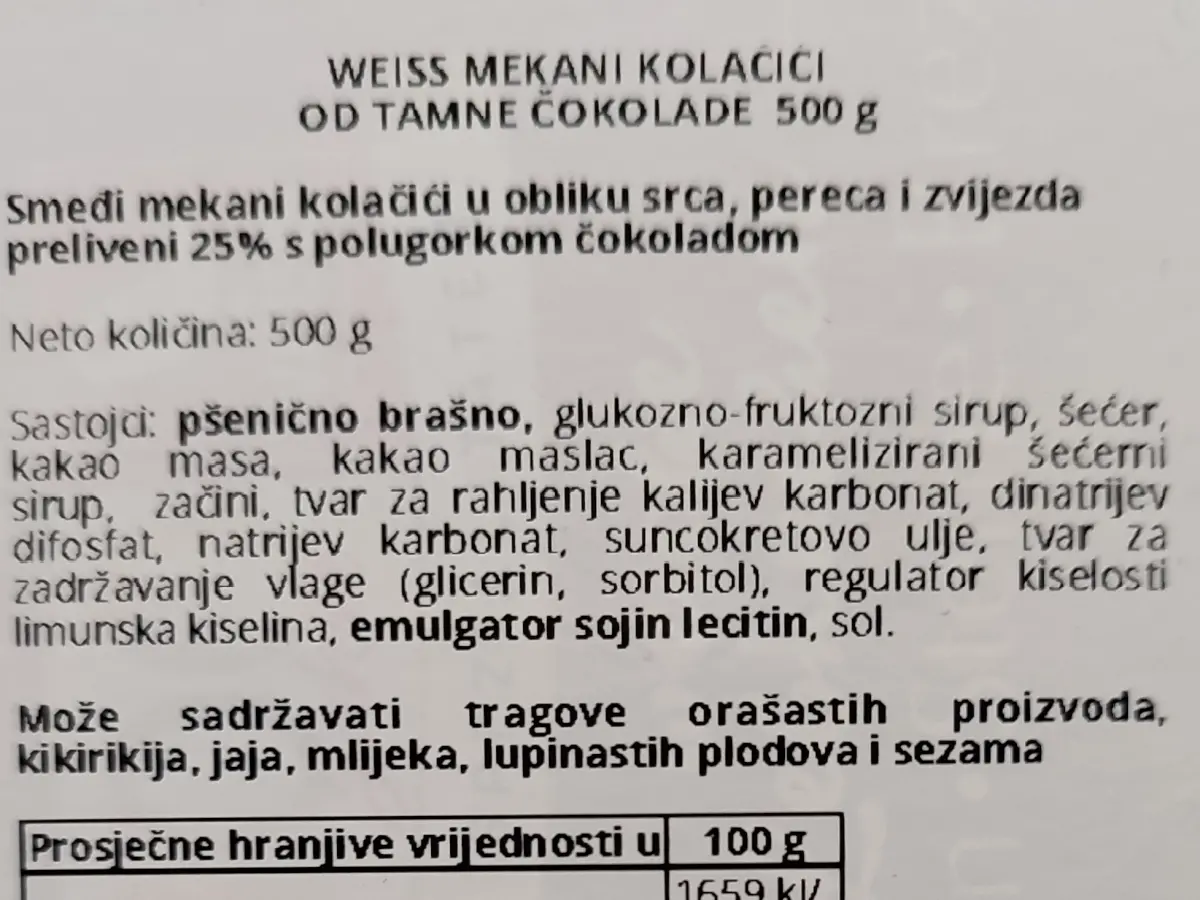 WEISS MEKANI KOLAČIĆI
OD TAMNE ČOKOLADE 500 g
Smeđi mekani kolačići u obliku srca, pereca i zvijezda
preliveni 25% s polugorkom čokoladom
Neto količina: 500 g
Sastojci: pšenično brašno, glukozno-fruktozni sirup, šećer,
kakao masa, kakao maslac, karamelizirani šećerni
sirup, začini, tvar za rahljenje kalijev karbonat, dinatrijev
difosfat, natrijev karbonat, suncokretovo ulje, tvar za
zadržavanje vlage (glicerin, sorbitol), regulator kiselosti
limunska kiselina, emulgator sojin lecitin, sol.
Može sadržavati tragove orašastih proizvoda,
kikirikija, jaja, mlijeka, lupinastih plodova i sezama
Prosječne hranjive vrijednosti u 100 g
1659 kJ/